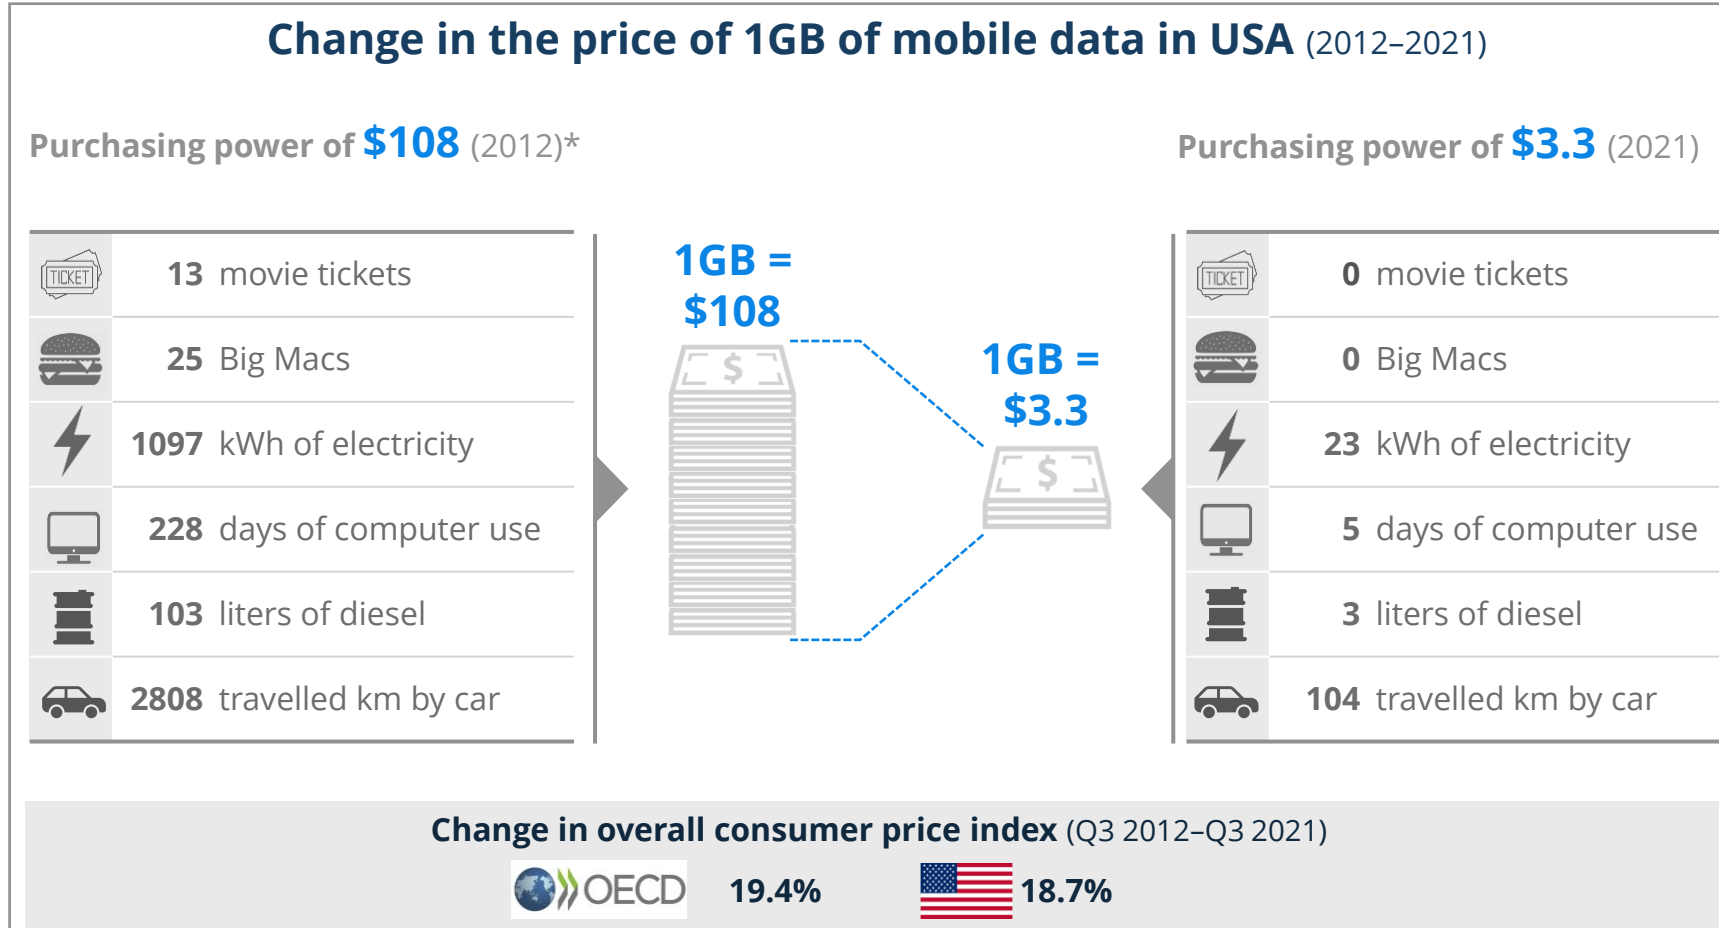 Change in the price of 1GB of mobile data in USA (2012–2021)
Purchasing power of $108 (2012)*
Purchasing power of $3.3 (2021)
TICKET
13 movie tickets
25 Big Macs
1097 kWh of electricity
228 days of computer use
103 liters of diesel
2808 travelled km by car
1GB =
$108
$
1GB =
$3.3
$
TICKET
0 movie tickets
0 Big Macs
23 kWh of electricity
5 days of computer use
3 liters of diesel
104 travelled km by car
Change in overall consumer price index (Q3 2012–Q3 2021)
OECD 19.4% 18.7%